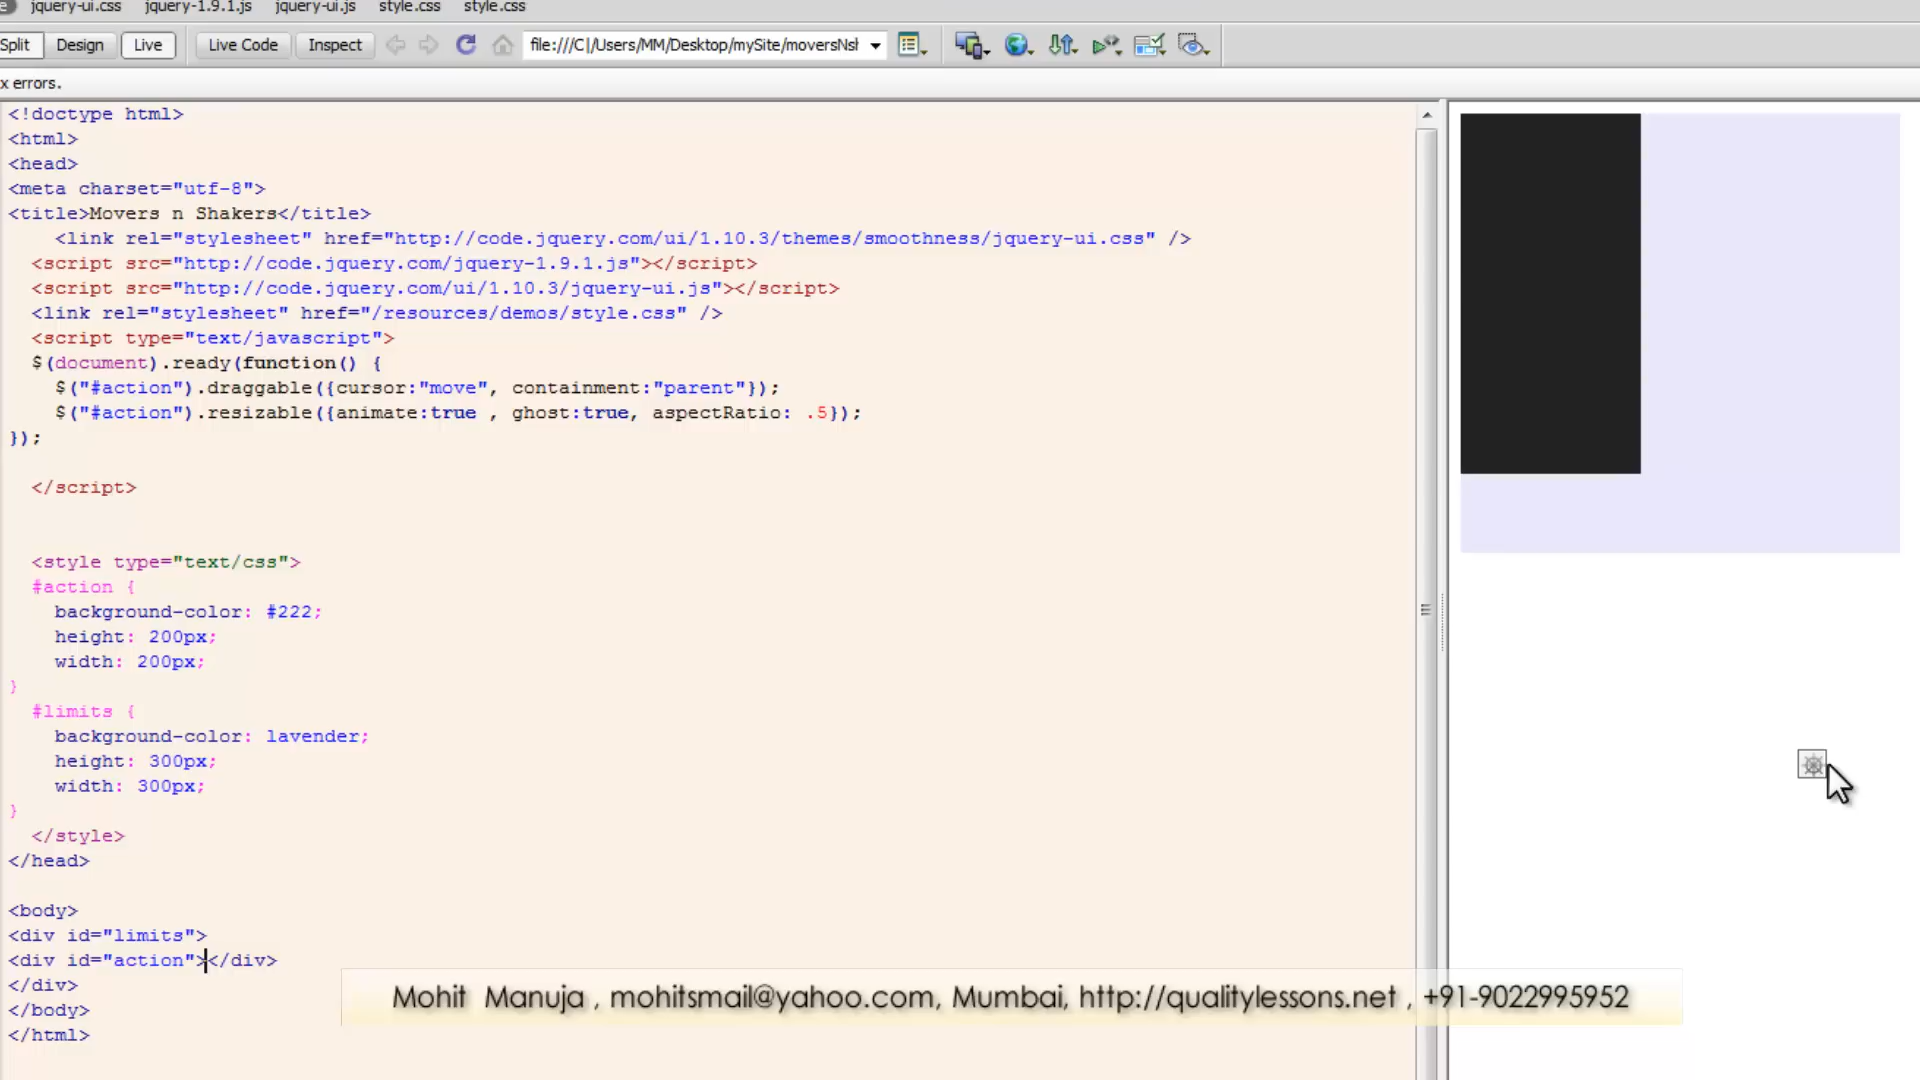 jquery-ui.css jquery-1.9.1.js jquery-ui.js style.css style.css
Split Design Live Live Code Inspect file:///C|/Users/MM/Desktop/mySite/moversNsh
x errors.
<!doctype html>
<html>
<head>
<meta charset="utf-8">
<title>Movers n Shakers</title>
<link rel="stylesheet" href="http://code.jquery.com/ui/1.10.3/themes/smoothness/jquery-ui.css" />
<script src="http://code.jquery.com/jquery-1.9.1.js"></script>
<script src="http://code.jquery.com/ui/1.10.3/jquery-ui.js"></script>
<link rel="stylesheet" href="/resources/demos/style.css" />
<script type="text/javascript">
$(document).ready(function() {
$("#action").draggable({cursor:"move", containment:"parent"});
$("#action").resizable({animate:true , ghost:true, aspectRatio: .5});
});
</script>
<style type="text/css">
#action {
background-color: #222;
height: 200px;
width: 200px;
}
#limits {
background-color: lavender;
height: 300px;
width: 300px;
}
</style>
</head>
<body>
<div id="limits">
<div id="action"></div>
</div>
</body>
</html>
Mohit Manuja , mohitsmail@yahoo.com, Mumbai, http://qualitylessons.net , +91-9022995952